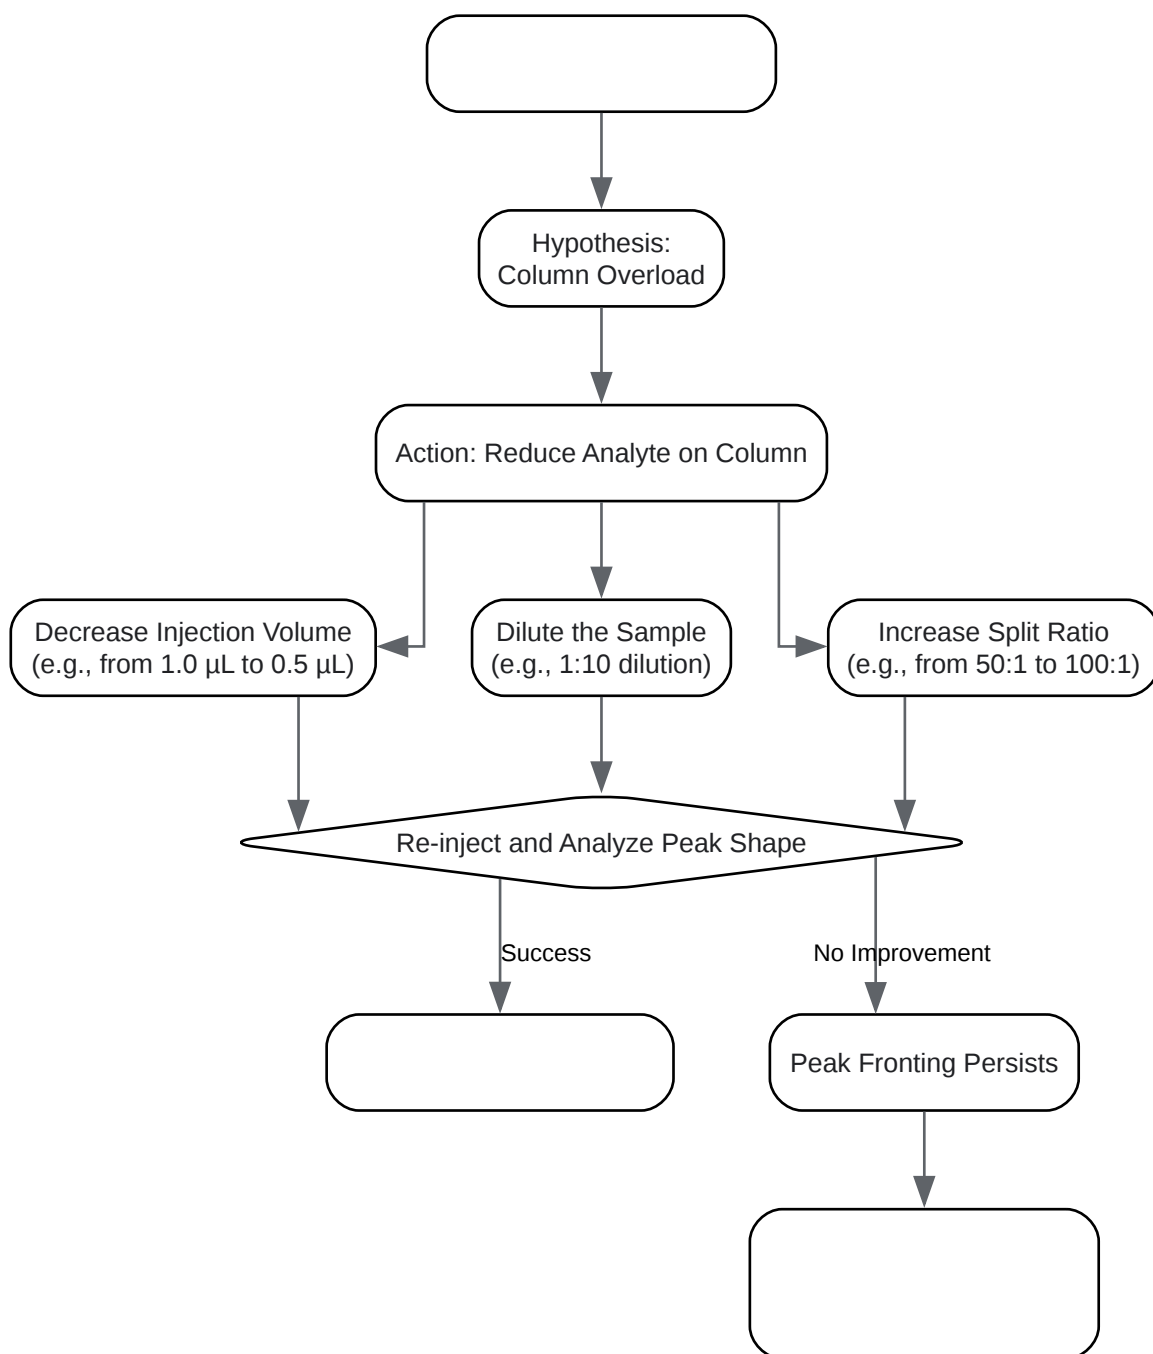 Hypothesis:
Column Overload
Action: Reduce Analyte on Column
Decrease Injection Volume
(e.g., from 1.0 µL to 0.5 µL)
Dilute the Sample
(e.g., 1:10 dilution)
Increase Split Ratio
(e.g., from 50:1 to 100:1)
Re-inject and Analyze Peak Shape
Success
No Improvement
Peak Fronting Persists